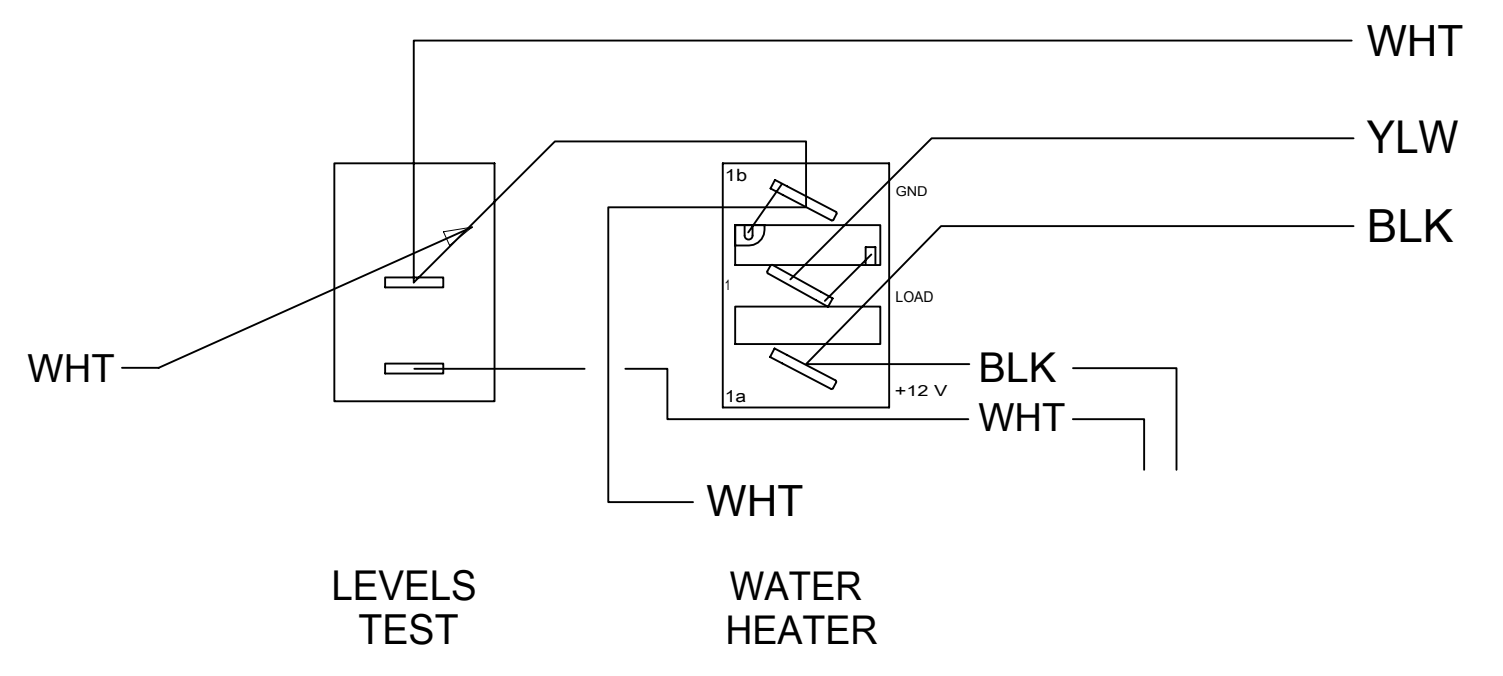 WHT
YLW
1b
GND
BLK
1
LOAD
WHT
BLK
1a
+12 V
WHT
WHT
LEVELS
TEST
WATER
HEATER